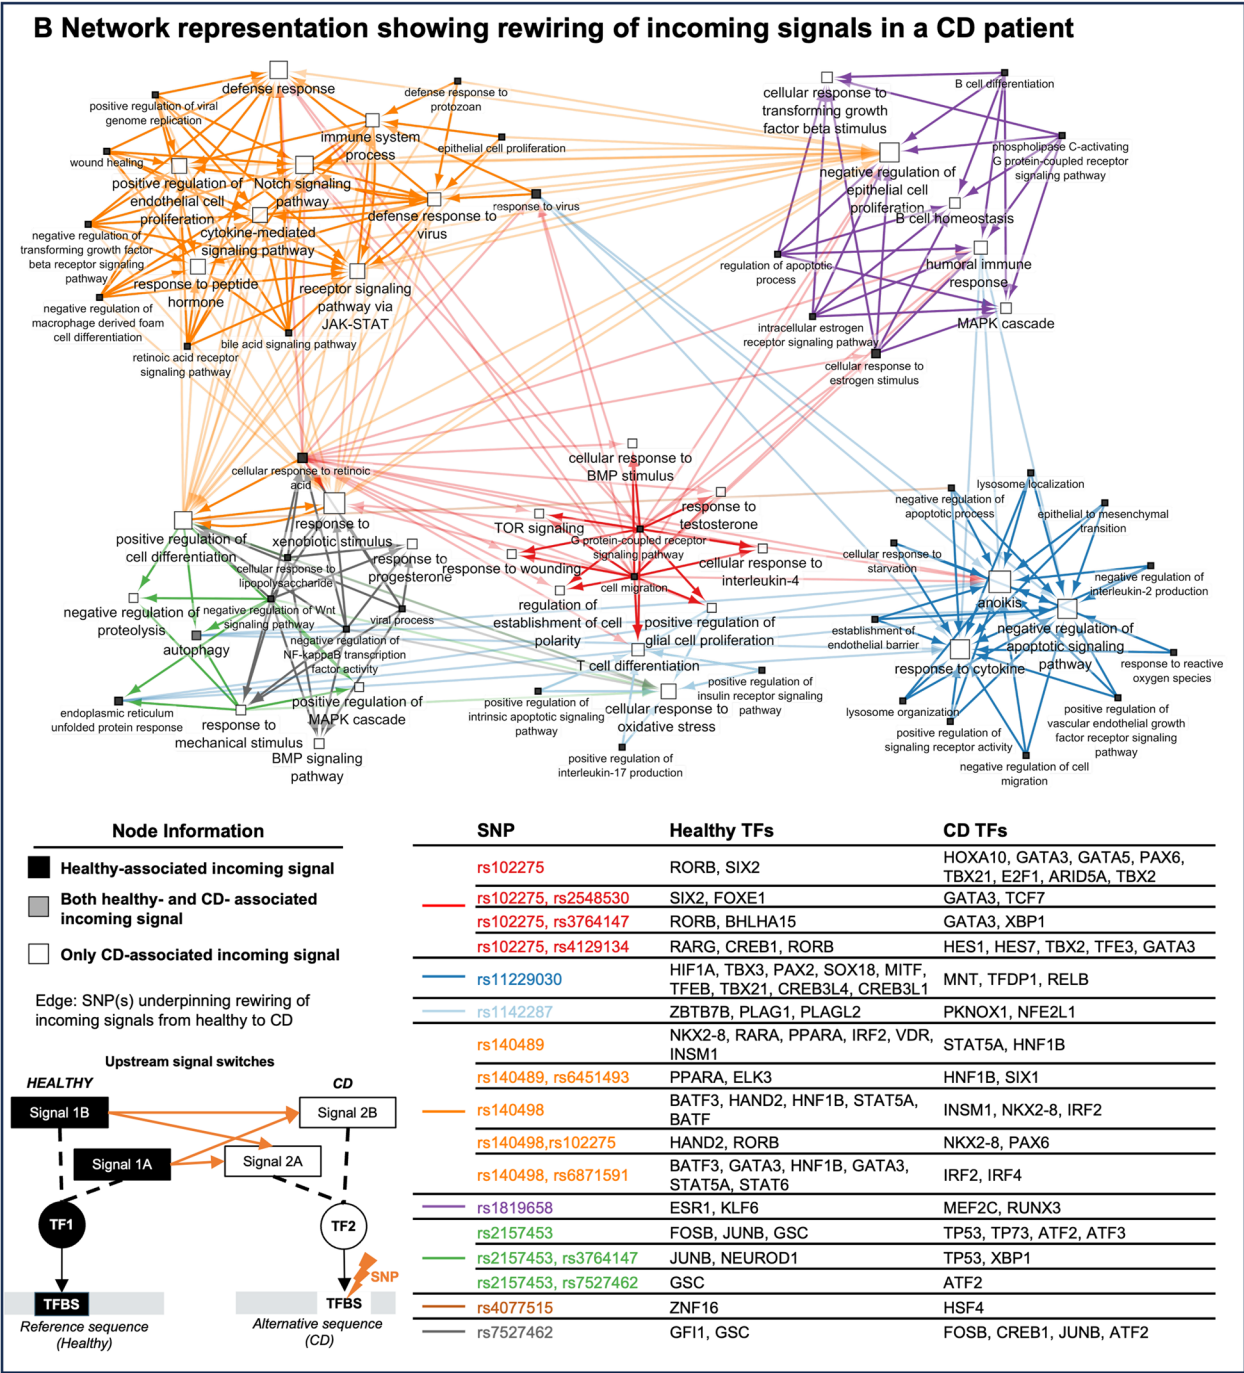 B Network representation showing rewiring of incoming signals in a CD patient
defense response
positive regulation of viral
genome replication
defense response to
protozoan
immune system
process
epithelial cell proliferation
wound healing
positive regulation of
endothelial cell
proliferation
Notch signaling
pathway
defense response to
virus
response to virus
cytokine-mediated
signaling pathway
negative regulation of
transforming growth factor
beta receptor signaling
pathway
response to peptide
hormone
receptor signaling
pathway via
JAK-STAT
negative regulation of
macrophage derived foam
cell differentiation
bile acid signaling pathway
retinoic acid receptor
signaling pathway
cellular response to
transforming growth
factor beta stimulus
B cell differentiation
phospholipase C-activating
G protein-coupled receptor
signaling pathway
negative regulation of
epithelial cell
proliferation
B cell homeostasis
regulation of apoptotic
process
humoral immune
response
intracellular estrogen
receptor signaling pathway
MAPK cascade
cellular response to
estrogen stimulus
cellular response to retinoic
acid
response to
xenobiotic stimulus
positive regulation of
cell differentiation
cellular response to
lipopolysaccharide
response to
progesterone
negative regulation of
proteolysis
negative regulation of Wnt
signaling pathway
viral process
autophagy
negative regulation of
NF-kappaB transcription
factor activity
endoplasmic reticulum
unfolded protein response
response to
mechanical stimulus
positive regulation of
MAPK cascade
BMP signaling
pathway
cellular response to
BMP stimulus
response to
testosterone
TOR signaling
G protein-coupled receptor
signaling pathway
response to wounding
cellular response to
interleukin-4
cell migration
regulation of
establishment of cell
polarity
positive regulation of
glial cell proliferation
T cell differentiation
positive regulation of
insulin receptor signaling
pathway
positive regulation of
intrinsic apoptotic signaling
pathway
cellular response to
oxidative stress
positive regulation of
interleukin-17 production
lysosome localization
negative regulation of
apoptotic process
epithelial to mesenchymal
transition
cellular response to
starvation
negative regulation of
interleukin-2 production
anoikis
establishment of
endothelial barrier
negative regulation of
apoptotic signaling
pathway
response to cytokine
response to reactive
oxygen species
lysosome organization
positive regulation of
signaling receptor activity
positive regulation of
vascular endothelial growth
factor receptor signaling
pathway
negative regulation of cell
migration
Node Information
Healthy-associated incoming signal
Both healthy- and CD- associated
incoming signal
Only CD-associated incoming signal
Edge: SNP(s) underpinning rewiring of
incoming signals from healthy to CD
Upstream signal switches
HEALTHY CD
Signal 1B Signal 2B
Signal 1A Signal 2A
TF1 TF2
SNP
TFBS TFBS
Reference sequence
(Healthy)
Alternative sequence
(CD)
SNP Healthy TFs CD TFs
rs102275 RORB, SIX2 HOXA10, GATA3, GATA5, PAX6,
TBX21, E2F1, ARID5A, TBX2
rs102275, rs2548530 SIX2, FOXE1 GATA3, TCF7
rs102275, rs3764147 RORB, BHLHA15 GATA3, XBP1
rs102275, rs4129134 RARG, CREB1, RORB HES1, HES7, TBX2, TFE3, GATA3
rs11229030 HIF1A, TBX3, PAX2, SOX18, MITF,
TFEB, TBX21, CREB3L4, CREB3L1 MNT, TFDP1, RELB
rs1142287 ZBTB7B, PLAG1, PLAGL2 PKNOX1, NFE2L1
rs140489 NKX2-8, RARA, PPARA, IRF2, VDR,
INSM1 STAT5A, HNF1B
rs140489, rs6451493 PPARA, ELK3 HNF1B, SIX1
rs140498 BATF3, HAND2, HNF1B, STAT5A,
BATF INSM1, NKX2-8, IRF2
rs140498,rs102275 HAND2, RORB NKX2-8, PAX6
rs140498, rs6871591 BATF3, GATA3, HNF1B, GATA3,
STAT5A, STAT6 IRF2, IRF4
rs1819658 ESR1, KLF6 MEF2C, RUNX3
rs2157453 FOSB, JUNB, GSC TP53, TP73, ATF2, ATF3
rs2157453, rs3764147 JUNB, NEUROD1 TP53, XBP1
rs2157453, rs7527462 GSC ATF2
rs4077515 ZNF16 HSF4
rs7527462 GFI1, GSC FOSB, CREB1, JUNB, ATF2